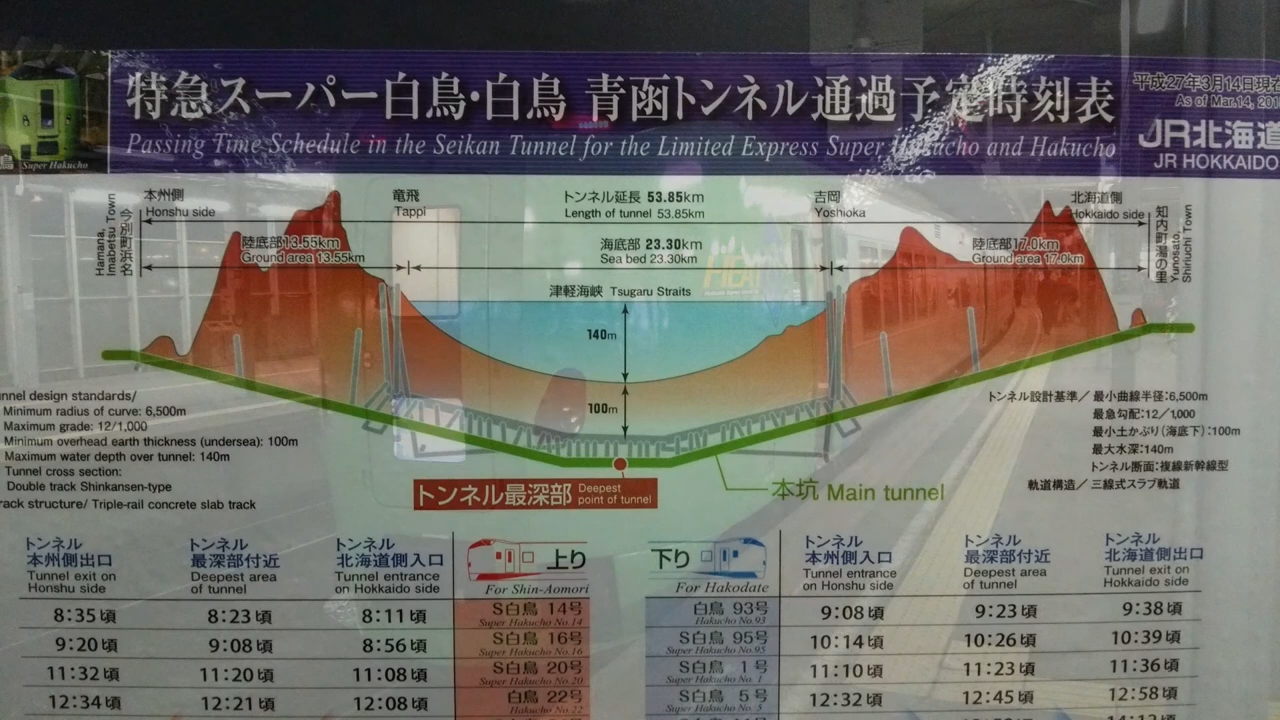 特急スーパー白鳥・白鳥 青函トンネル通過予定時刻表
Passing Time Schedule in the Seikan Tunnel for the Limited Express Super Hakucho and Hakucho
平成27年3月14日現在
As of Mar.14, 201
JR北海道
JR HOKKAIDO
鳥 Super Hakucho
本州側
Honshu side
竜飛
Tappi
トンネル延長 53.85km
Length of tunnel 53.85km
吉岡
Yoshioka
北海道側
Hokkaido side
Hamana,
Imabetsu Town
今別町浜名
陸底部13.55km
Ground area 13.55km
海底部 23.30km
Sea bed 23.30km
陸底部17.0km
Ground area 17.0km
知内町湯の里
Yunosato,
Shiriuchi Town
津軽海峡 Tsugaru Straits
140m
100m
unnel design standards/
Minimum radius of curve: 6,500m
Maximum grade: 12/1,000
Minimum overhead earth thickness (undersea): 100m
Maximum water depth over tunnel: 140m
Tunnel cross section:
Double track Shinkansen-type
rack structure/ Triple-rail concrete slab track
トンネル設計基準／最小曲線半径:6,500m
最急勾配:12／1,000
最小土かぶり(海底下):100m
最大水深:140m
トンネル断面:複線新幹線型
軌道構造／三線式スラブ軌道
トンネル最深部 Deepest
point of tunnel
本坑 Main tunnel
トンネル
本州側出口
Tunnel exit on
Honshu side
トンネル
最深部付近
Deepest area
of tunnel
トンネル
北海道側入口
Tunnel entrance
on Hokkaido side
上り
For Shin-Aomori
下り
For Hakodate
トンネル
本州側入口
Tunnel entrance
on Honshu side
トンネル
最深部付近
Deepest area
of tunnel
トンネル
北海道側出口
Tunnel exit on
Hokkaido side
8:35頃 8:23頃 8:11頃 S白鳥 14号 白鳥 93号 9:08頃 9:23頃 9:38頃
Super Hakucho No.14 Hakucho No.93
9:20頃 9:08頃 8:56頃 S白鳥 16号 S白鳥 95号 10:14頃 10:26頃 10:39頃
Super Hakucho No.16 Super Hakucho No.95
11:32頃 11:20頃 11:08頃 S白鳥 20号 S白鳥 1号 11:10頃 11:23頃 11:36頃
Super Hakucho No.20 Super Hakucho No. 1
12:34頃 12:21頃 12:08頃 白鳥 22号 S白鳥 5号 12:32頃 12:45頃 12:58頃
Hakucho No.22 Super Hakucho No. 5